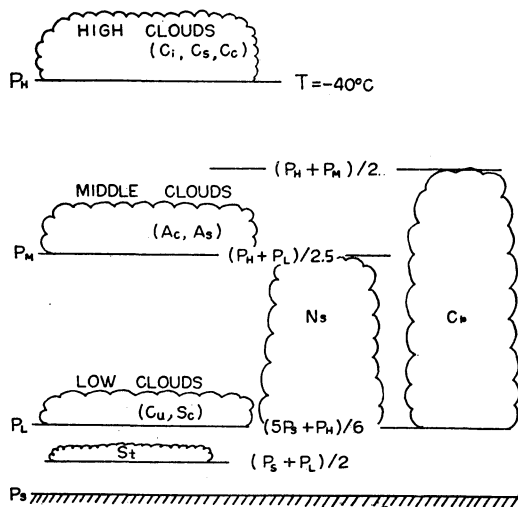 HIGH CLOUDS
(Ci, Cs, Cc)
PH T = -40°C
(PH + PM)/2
MIDDLE CLOUDS
(Ac, As)
PM (PH + PL)/2.5
Ns Cb
LOW CLOUDS
(Cu, Sc)
PL (5Ps + PH)/6
St
(Ps + PL)/2
Ps